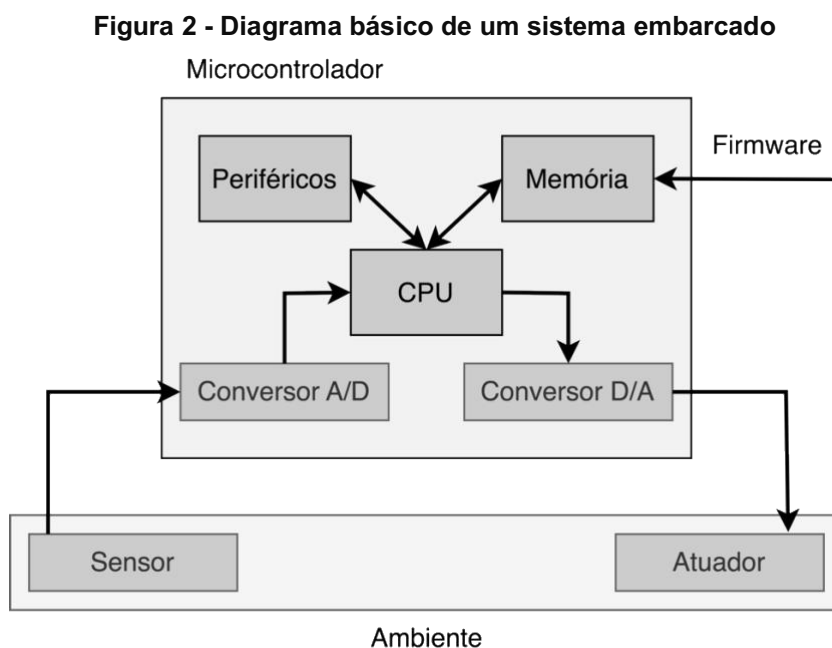 Figura 2 - Diagrama básico de um sistema embarcado
Microcontrolador
Firmware
Periféricos
Memória
CPU
Conversor A/D
Conversor D/A
Sensor
Atuador
Ambiente